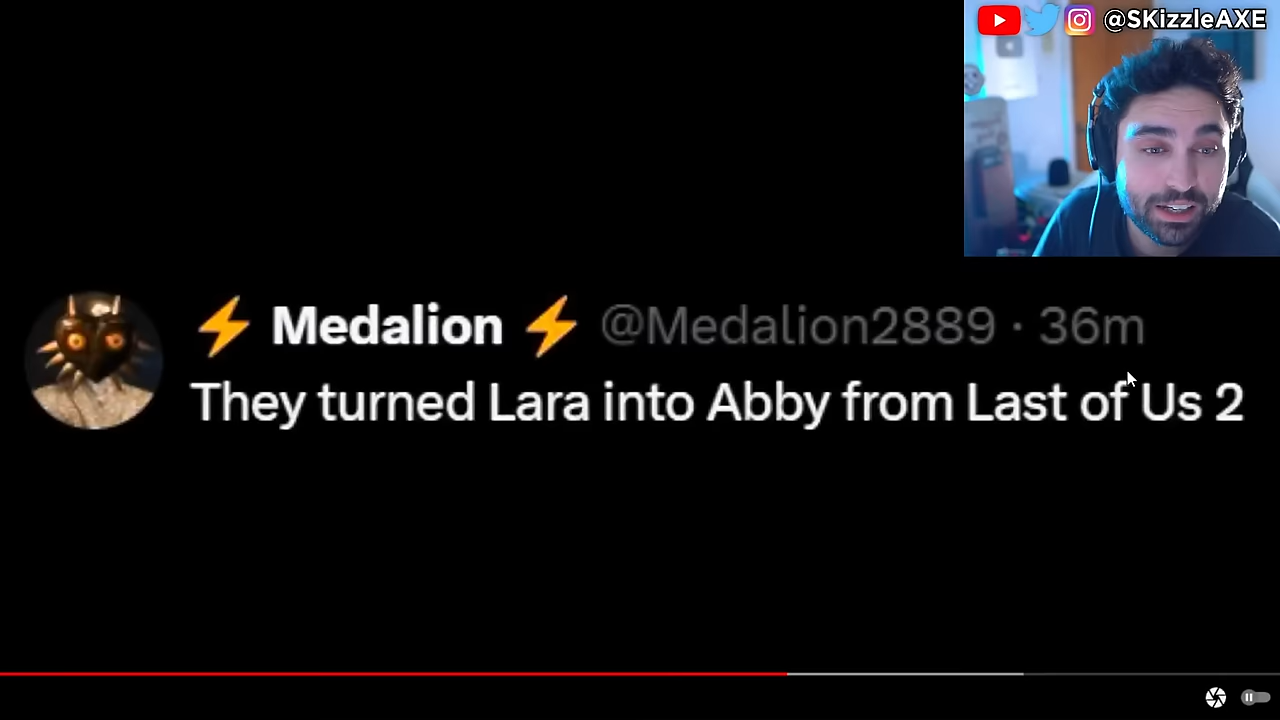 @SKizzleAXE
⚡ Medalion ⚡ @Medalion2889 · 36m
They turned Lara into Abby from Last of Us 2